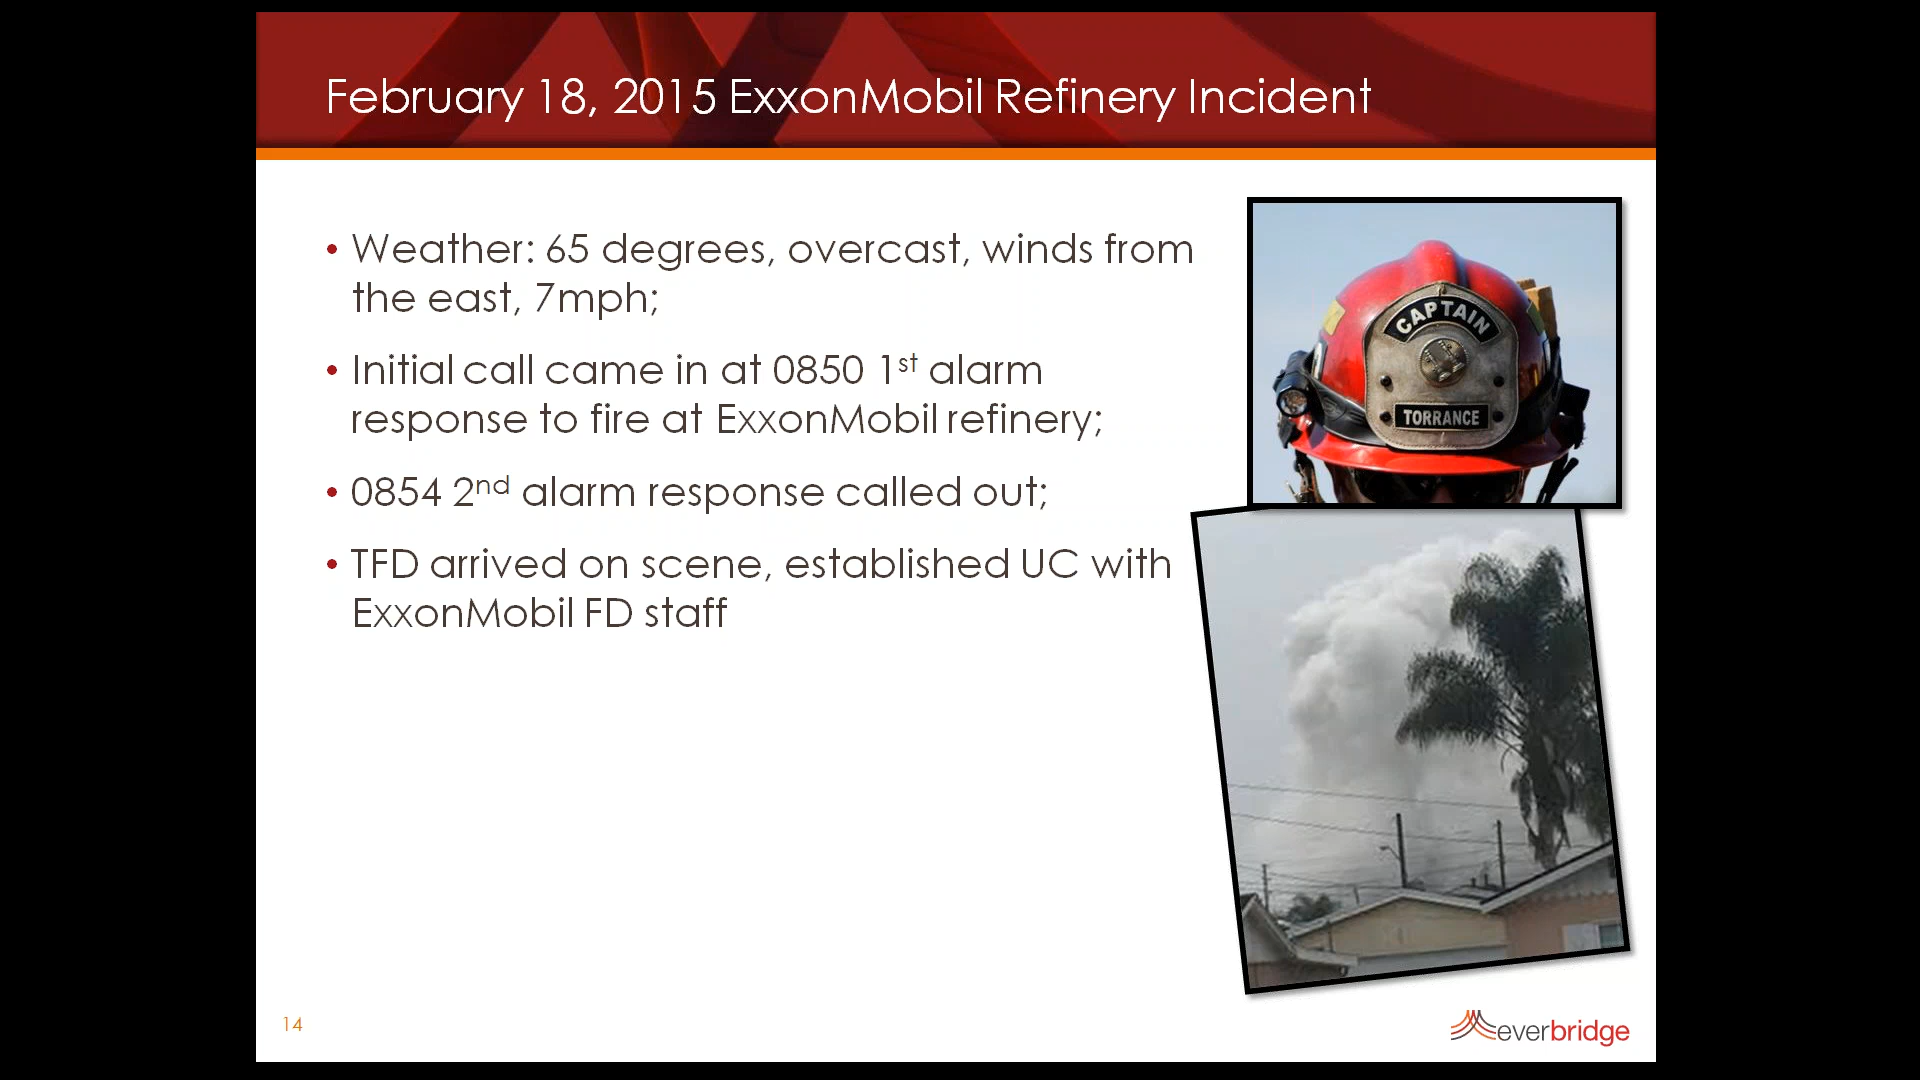 February 18, 2015 ExxonMobil Refinery Incident
• Weather: 65 degrees, overcast, winds from
the east, 7mph;
• Initial call came in at 0850 1st alarm
response to fire at ExxonMobil refinery;
• 0854 2nd alarm response called out;
• TFD arrived on scene, established UC with
ExxonMobil FD staff
CAPTAIN
TORRANCE
14
everbridge